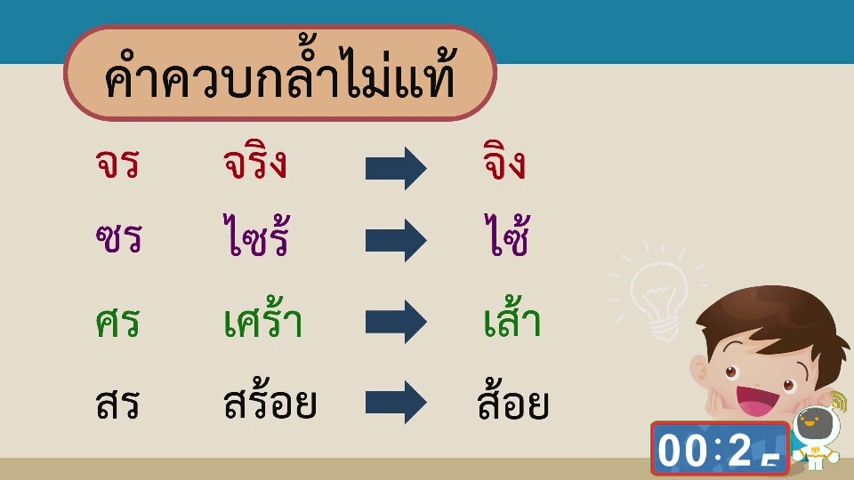 คำควบกล้ำไม่แท้
จร จริง จิง
ซร ไซร้ ไซ้
ศร เศร้า เส้า
สร สร้อย ส้อย
00:2